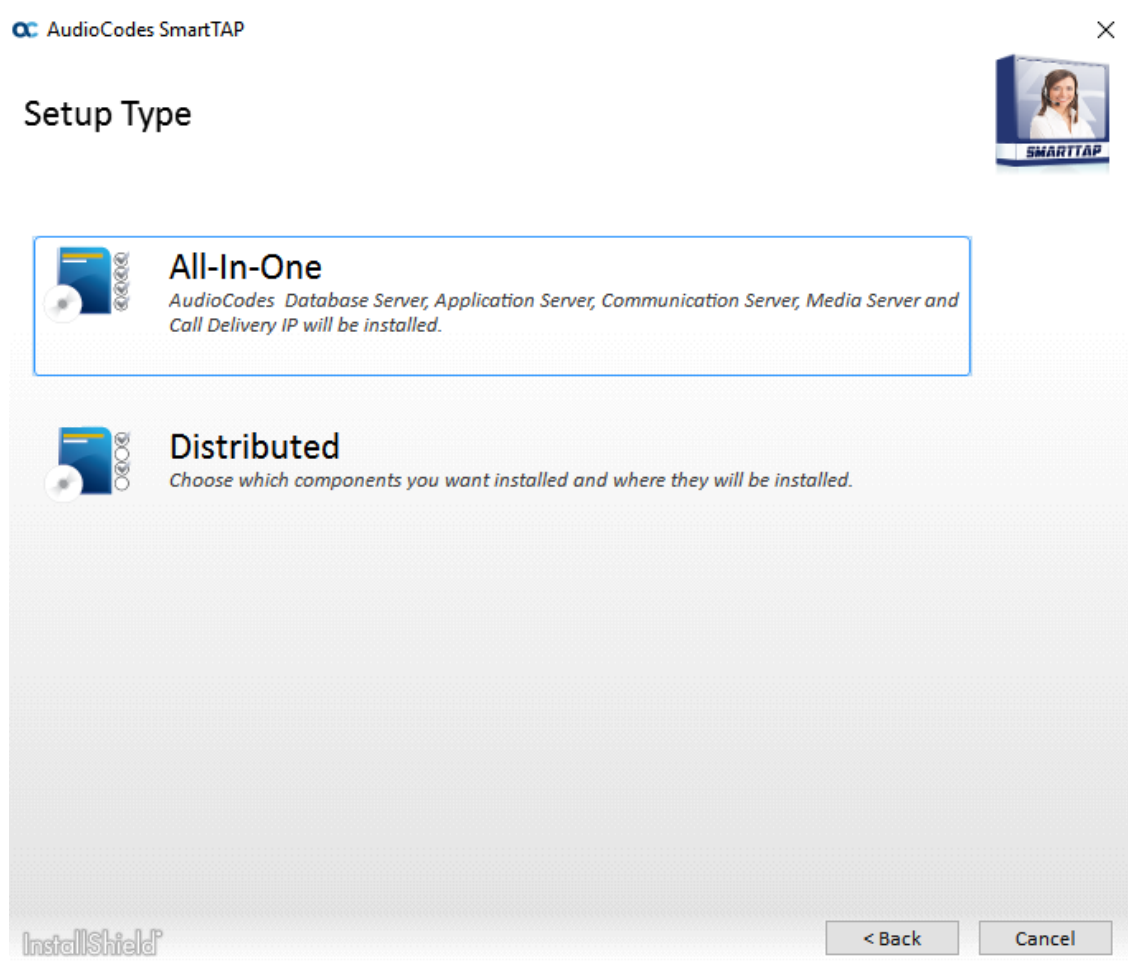 AudioCodes SmartTAP
Setup Type
SMARTTAP
All-In-One
AudioCodes  Database Server, Application Server, Communication Server, Media Server and
Call Delivery IP will be installed.
Distributed
Choose which components you want installed and where they will be installed.
InstallShield
< Back
Cancel